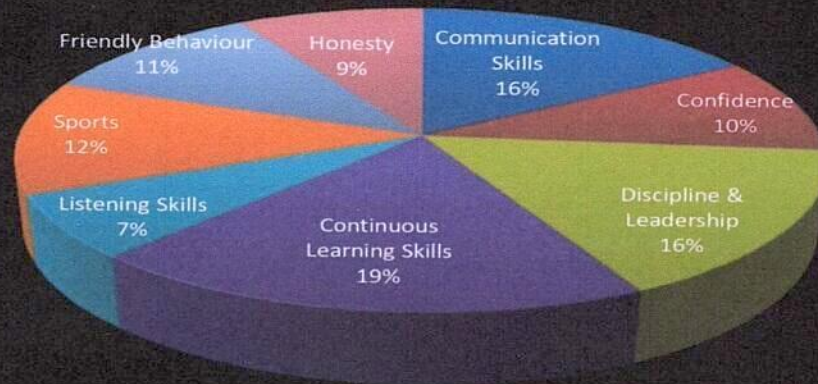 Communication
Skills
16%
Confidence
10%
Discipline &
Leadership
16%
Continuous
Learning Skills
19%
Listening Skills
7%
Sports
12%
Friendly Behaviour
11%
Honesty
9%